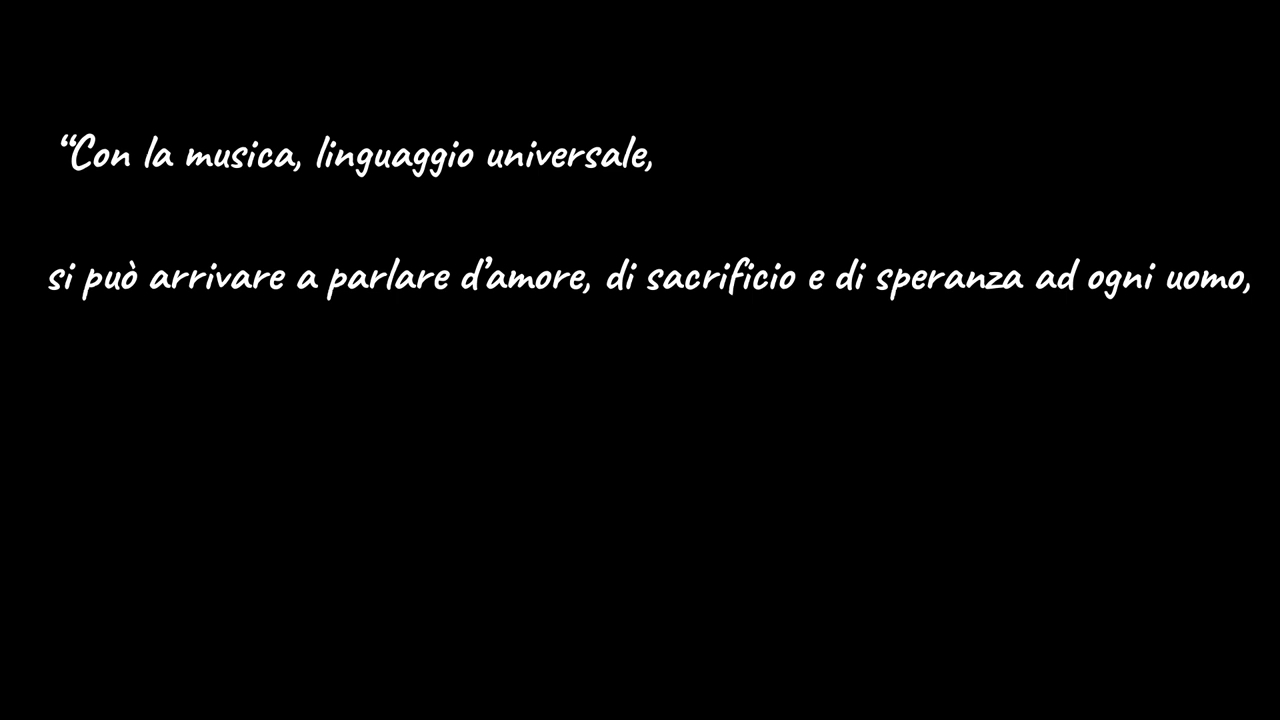 “Con la musica, linguaggio universale,
si può arrivare a parlare d’amore, di sacrificio e di speranza ad ogni uomo,